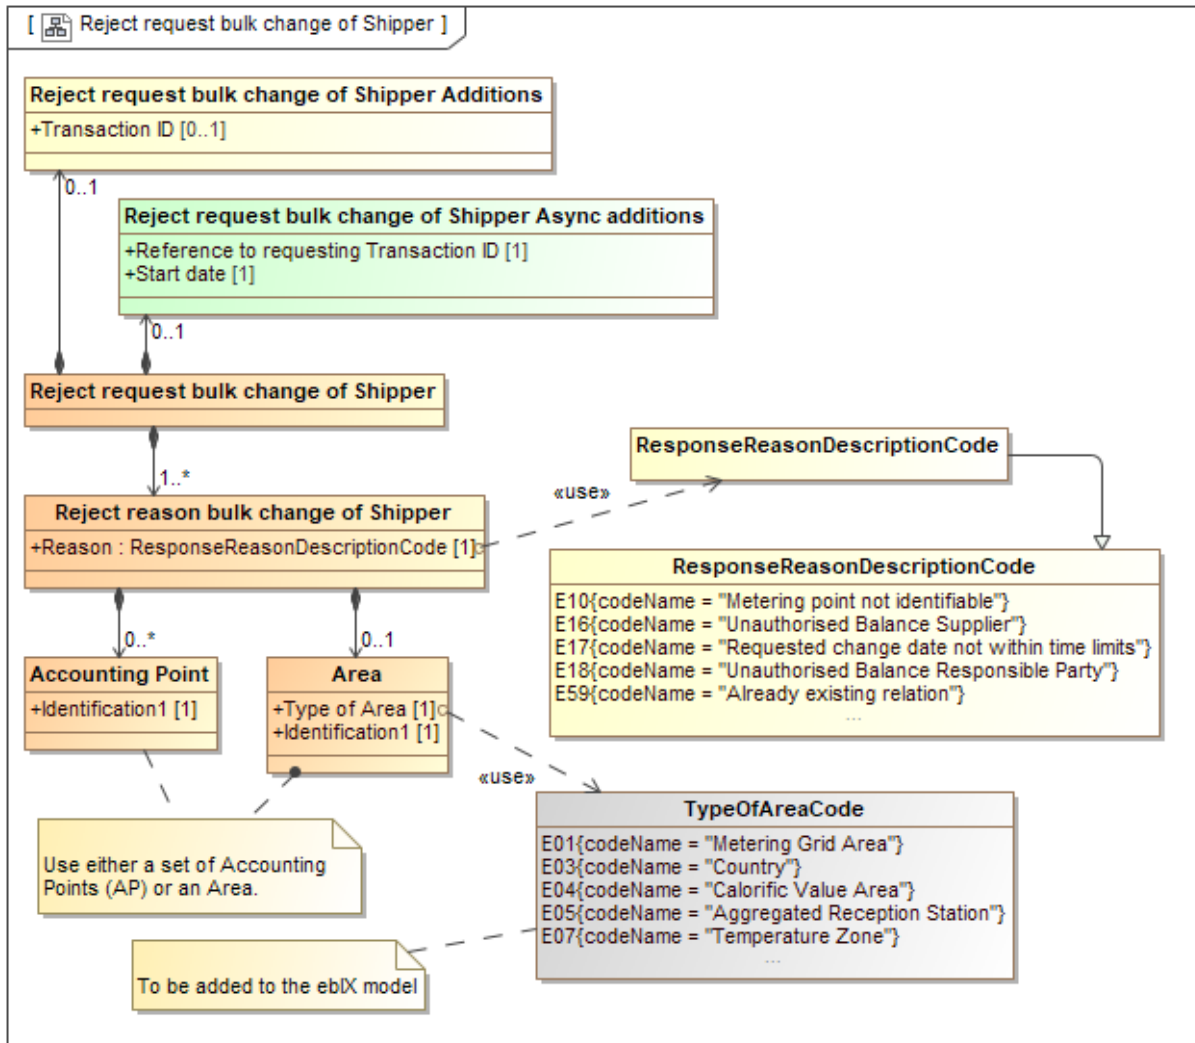 [ Reject request bulk change of Shipper ]
Reject request bulk change of Shipper Additions
+Transaction ID [0..1]
0..1
Reject request bulk change of Shipper Async additions
+Reference to requesting Transaction ID [1]
+Start date [1]
0..1
Reject request bulk change of Shipper
1..*
ResponseReasonDescriptionCode
«use»
Reject reason bulk change of Shipper
+Reason : ResponseReasonDescriptionCode [1]
ResponseReasonDescriptionCode
E10{codeName = "Metering point not identifiable"}
E16{codeName = "Unauthorised Balance Supplier"}
E17{codeName = "Requested change date not within time limits"}
E18{codeName = "Unauthorised Balance Responsible Party"}
E59{codeName = "Already existing relation"}
...
0..*
0..1
Accounting Point
+Identification1 [1]
Area
+Type of Area [1]
+Identification1 [1]
«use»
TypeOfAreaCode
E01{codeName = "Metering Grid Area"}
E03{codeName = "Country"}
E04{codeName = "Calorific Value Area"}
E05{codeName = "Aggregated Reception Station"}
E07{codeName = "Temperature Zone"}
...
Use either a set of Accounting
Points (AP) or an Area.
To be added to the ebIX model